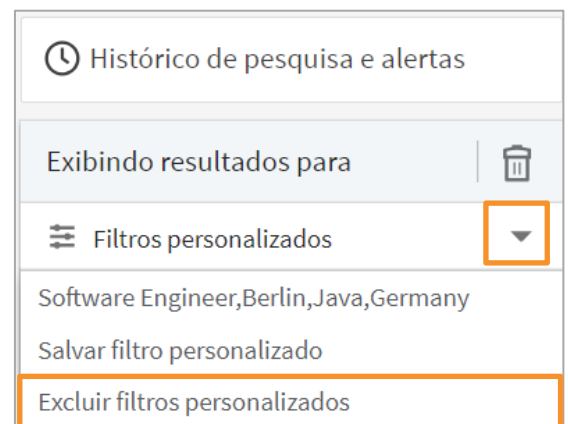 Histórico de pesquisa e alertas
Exibindo resultados para
Filtros personalizados
Software Engineer,Berlin,Java,Germany
Salvar filtro personalizado
Excluir filtros personalizados